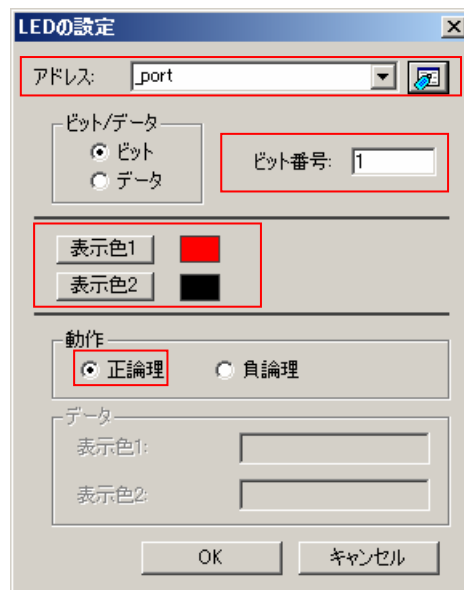 LEDの設定
アドレス: _port
ビット/データ
ビット
データ
ビット番号: 1
表示色1
表示色2
動作
正論理 負論理
データ
表示色1:
表示色2:
OK キャンセル